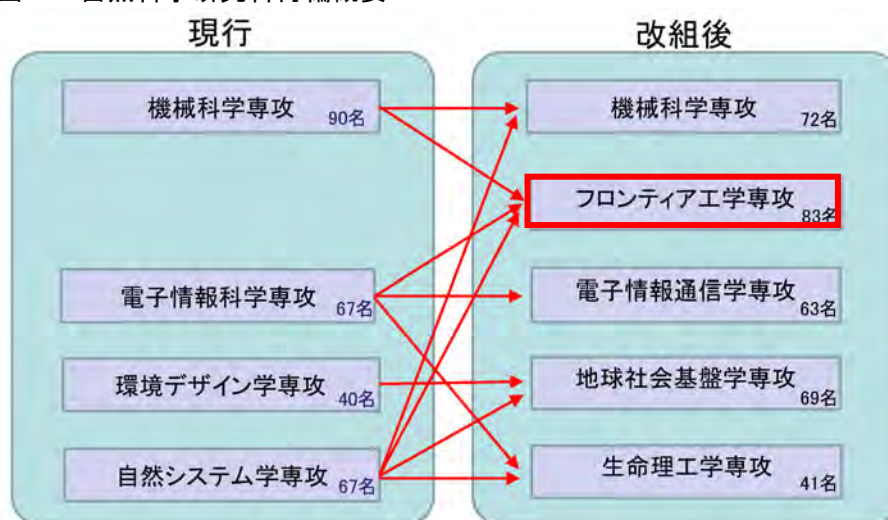 現行
機械科学専攻 90名
電子情報科学専攻 67名
環境デザイン学専攻 40名
自然システム学専攻 67名
改組後
機械科学専攻 72名
フロンティア工学専攻 83名
電子情報通信学専攻 63名
地球社会基盤学専攻 69名
生命理工学専攻 41名